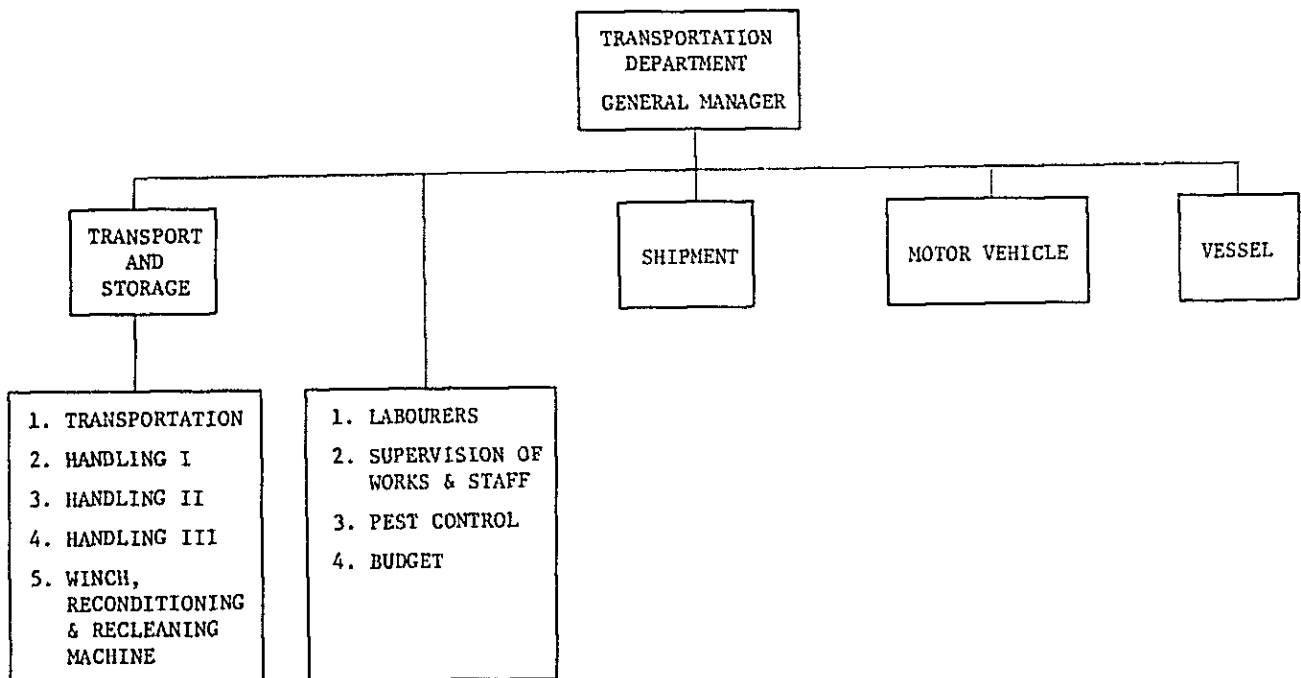 TRANSPORTATION
DEPARTMENT
GENERAL MANAGER
TRANSPORT
AND
STORAGE
SHIPMENT
MOTOR VEHICLE
VESSEL
1. TRANSPORTATION
2. HANDLING I
3. HANDLING II
4. HANDLING III
5. WINCH,
RECONDITIONING
& RECLEANING
MACHINE
1. LABOURERS
2. SUPERVISION OF
WORKS & STAFF
3. PEST CONTROL
4. BUDGET